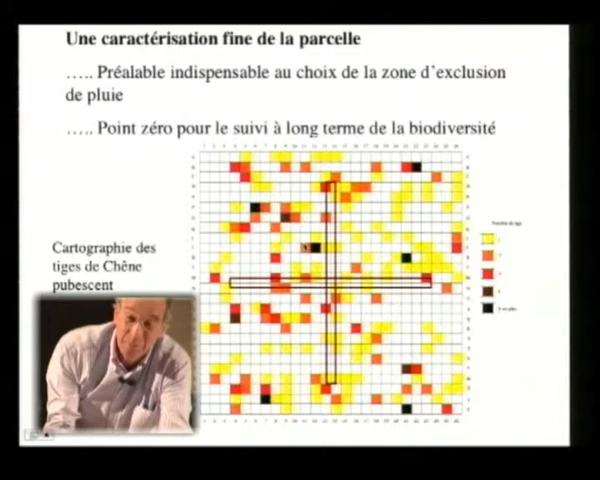 Une caractérisation fine de la parcelle
….. Préalable indispensable au choix de la zone d’exclusion
de pluie
….. Point zéro pour le suivi à long terme de la biodiversité
Cartographie des
tiges de Chêne
pubescent